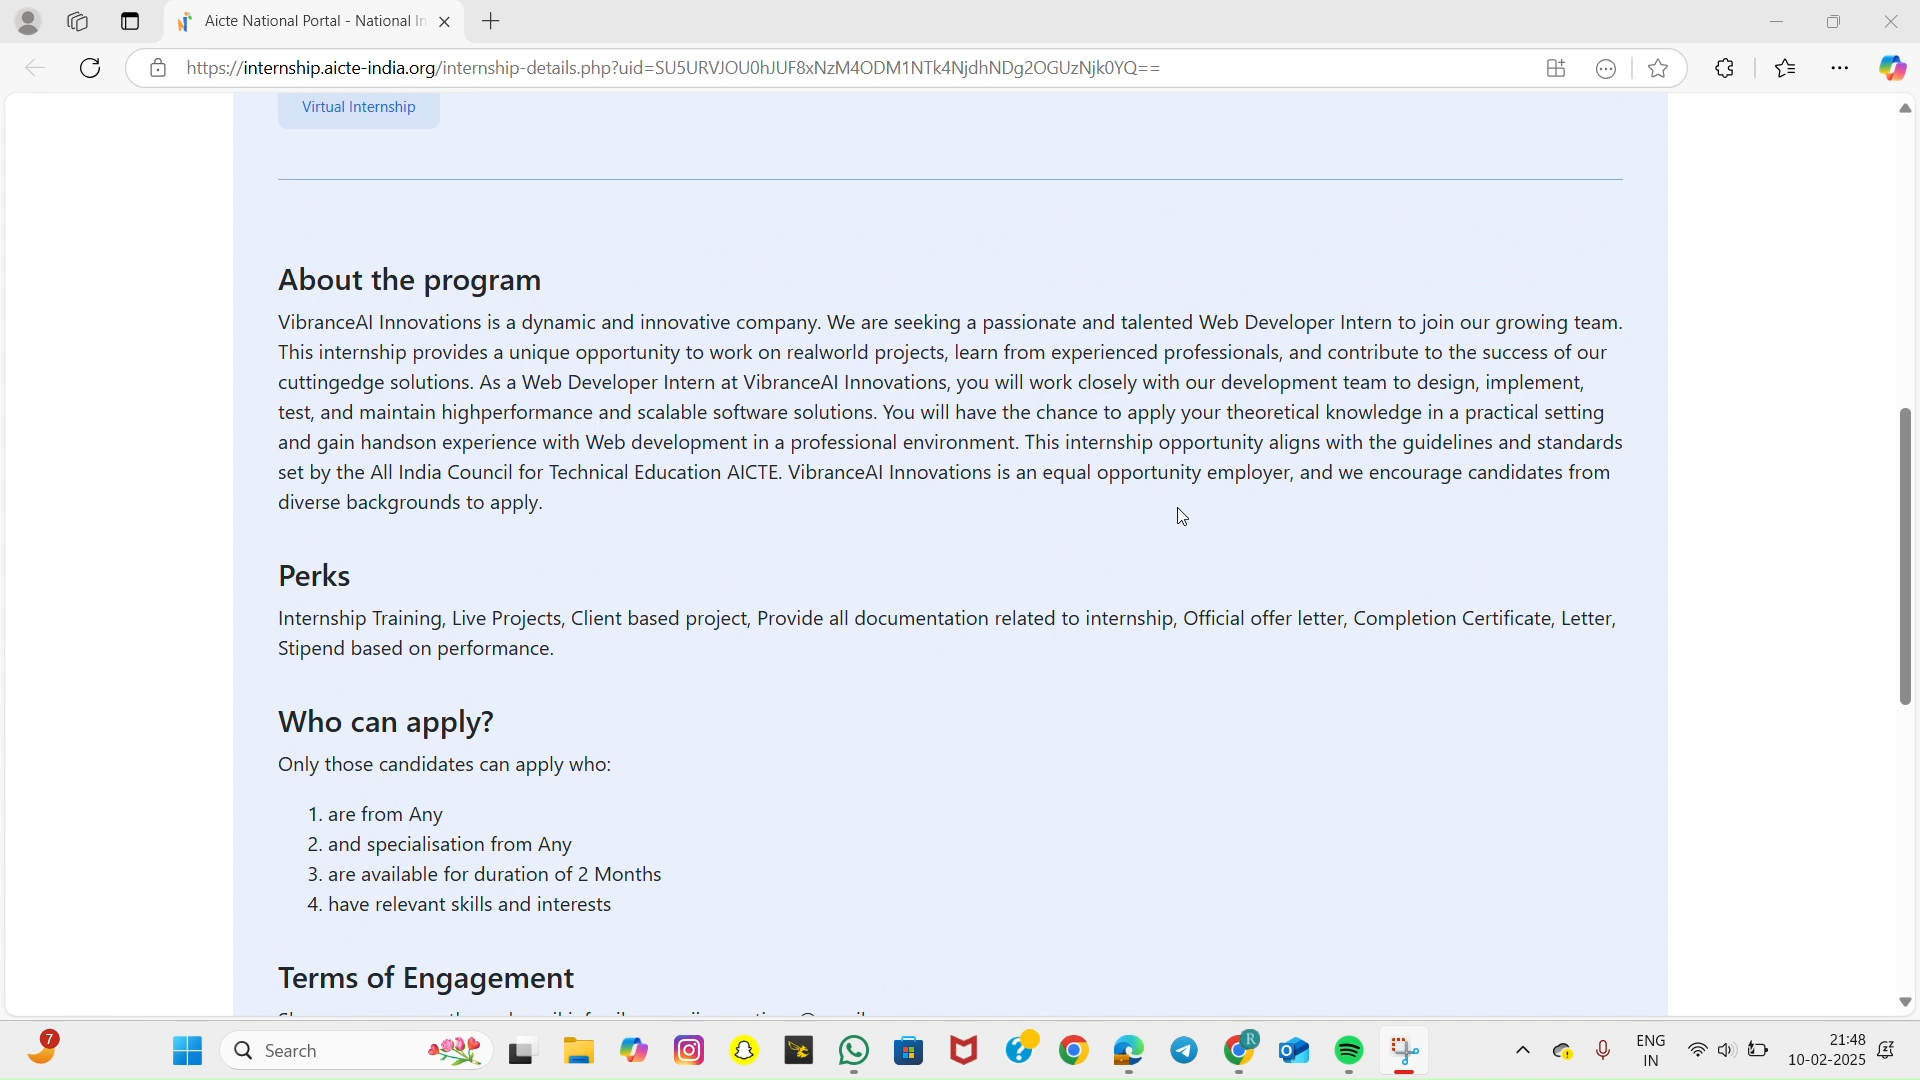 Aicte National Portal - National In
https://internship.aicte-india.org/internship-details.php?uid=SU5URVJOU0hJUF8xNzM4ODM1NTk4NjdhNDg2OGUzNjk0YQ==
Virtual Internship
About the program
VibranceAI Innovations is a dynamic and innovative company. We are seeking a passionate and talented Web Developer Intern to join our growing team.
This internship provides a unique opportunity to work on realworld projects, learn from experienced professionals, and contribute to the success of our
cuttingedge solutions. As a Web Developer Intern at VibranceAI Innovations, you will work closely with our development team to design, implement,
test, and maintain highperformance and scalable software solutions. You will have the chance to apply your theoretical knowledge in a practical setting
and gain handson experience with Web development in a professional environment. This internship opportunity aligns with the guidelines and standards
set by the All India Council for Technical Education AICTE. VibranceAI Innovations is an equal opportunity employer, and we encourage candidates from
diverse backgrounds to apply.
Perks
Internship Training, Live Projects, Client based project, Provide all documentation related to internship, Official offer letter, Completion Certificate, Letter,
Stipend based on performance.
Who can apply?
Only those candidates can apply who:
1. are from Any
2. and specialisation from Any
3. are available for duration of 2 Months
4. have relevant skills and interests
Terms of Engagement
7
Search
R
ENG
IN
21:48
10-02-2025